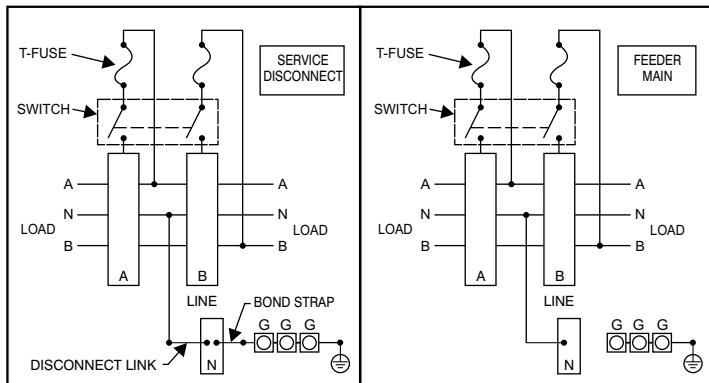 T-FUSE
SERVICE
DISCONNECT
SWITCH
A
A
N
N
LOAD
LOAD
B
B
A
B
LINE
BOND STRAP
G G G
DISCONNECT LINK
N
T-FUSE
FEEDER
MAIN
SWITCH
A
A
N
N
LOAD
LOAD
B
B
A
B
LINE
G G G
N